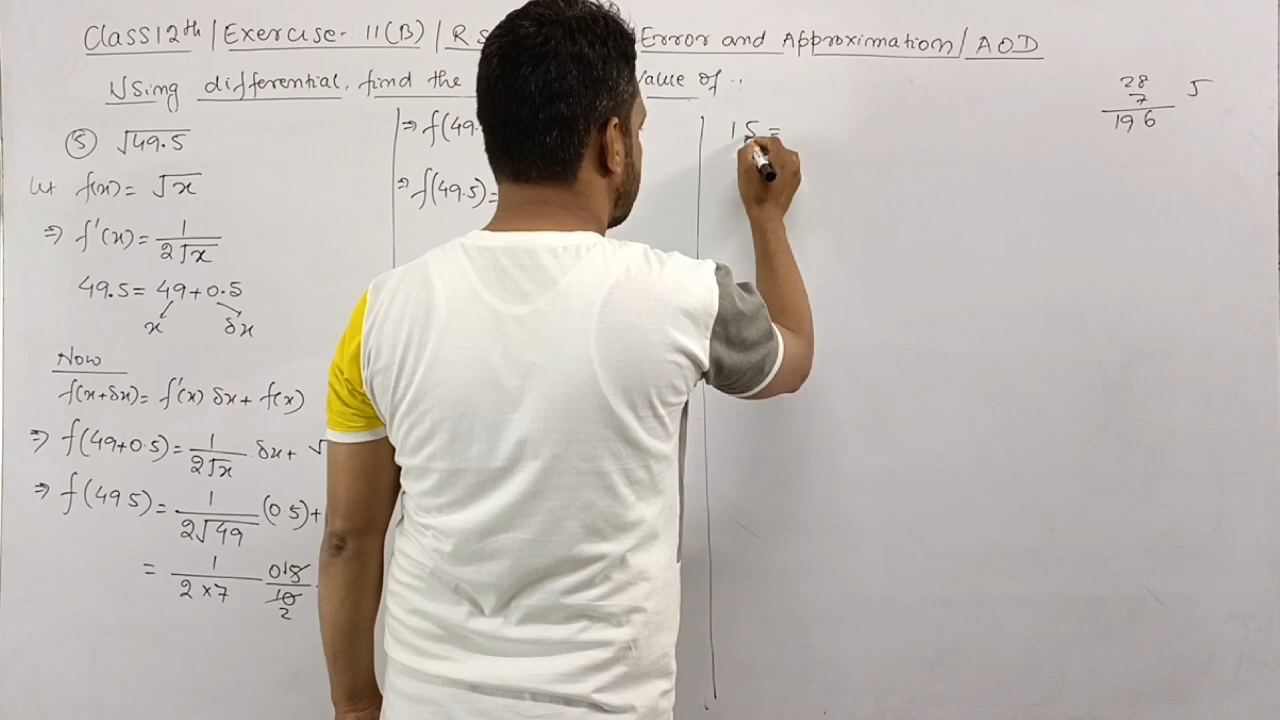 Class 12th / Exercise-: 11(B) / R S Error and Approximation / AOD
Using differential, find the value of :
⑤ √49.5
Let f(x) = √x
⇒ f'(x) = 1/2√x
49.5 = 49+0.5
x δx
Now
f(x+δx) = f'(x) δx + f(x)
⇒ f(49+0.5) = 1/2√x δx + √
⇒ f(49.5) = 1/2√49 (0.5) +
= 1/2×7 0.5/10 2
⇒ f(49.
⇒ f(49.5) =
15 =
28 5
7
196